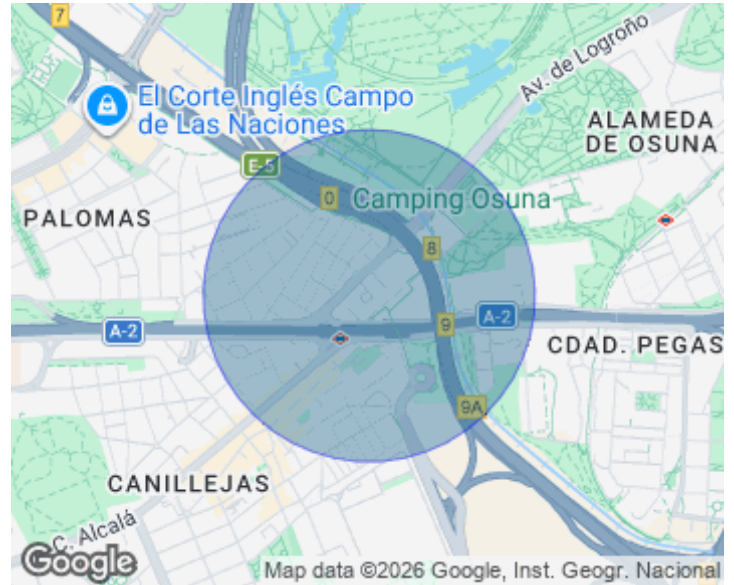 7
El Corte Inglés Campo
de Las Naciones
Av. de Logroño
ALAMEDA
DE OSUNA
E-5
0
Camping Osuna
PALOMAS
8
A-2
9
A-2
CDAD. PEGAS
9A
CANILLEJAS
C. Alcalá
Google
Map data ©2026 Google, Inst. Geogr. Nacional